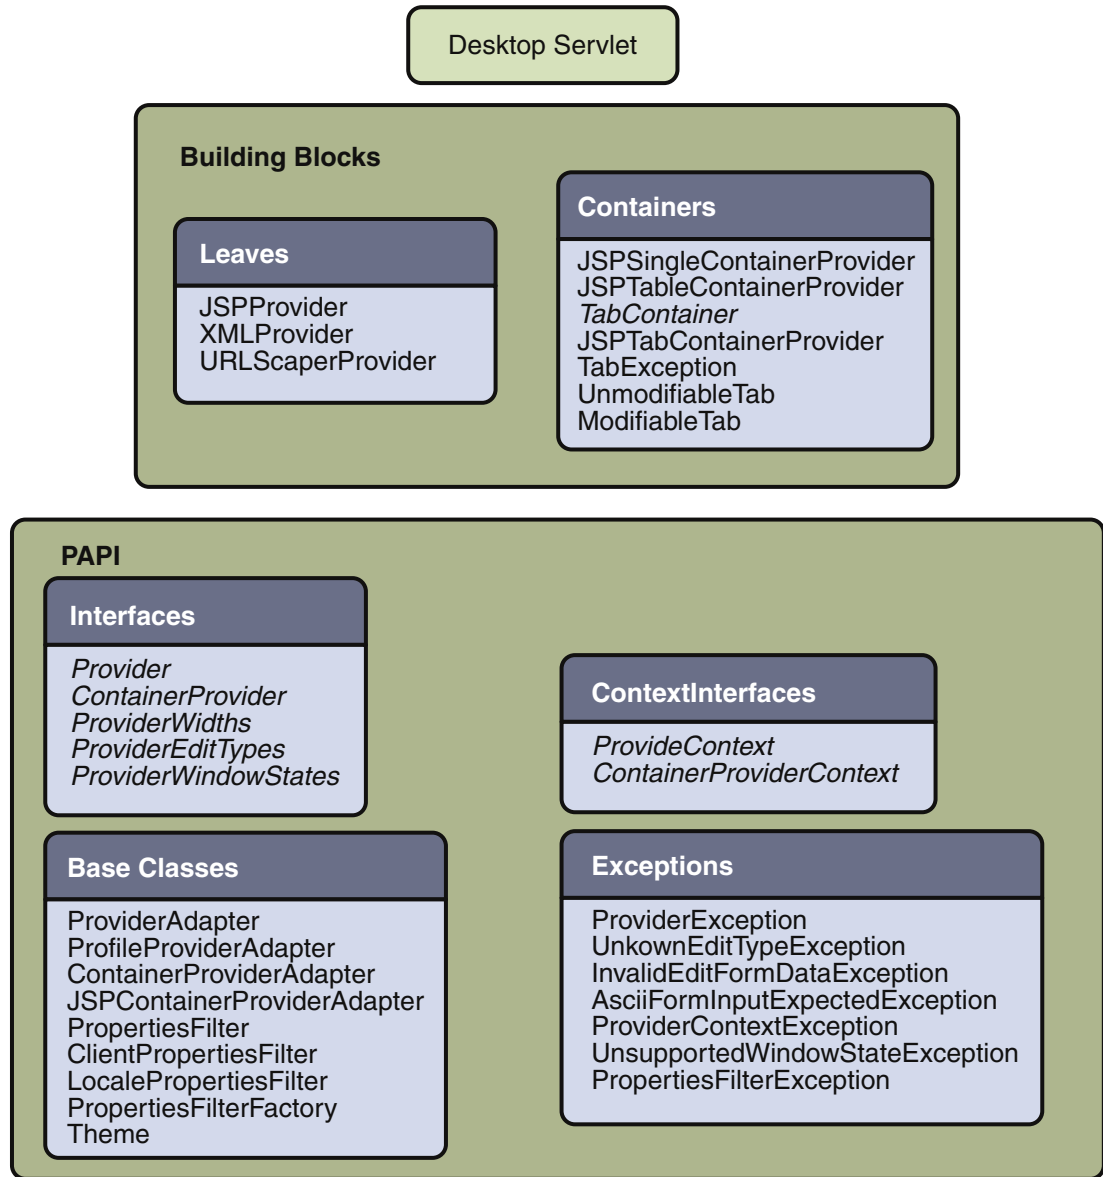 Desktop Servlet
Building Blocks
Leaves
JSPProvider
XMLProvider
URLScaperProvider
Containers
JSPSingleContainerProvider
JSPTableContainerProvider
TabContainer
JSPTabContainerProvider
TabException
UnmodifiableTab
ModifiableTab
PAPI
Interfaces
Provider
ContainerProvider
ProviderWidths
ProviderEditTypes
ProviderWindowStates
ContextInterfaces
ProvideContext
ContainerProviderContext
Base Classes
ProviderAdapter
ProfileProviderAdapter
ContainerProviderAdapter
JSPContainerProviderAdapter
PropertiesFilter
ClientPropertiesFilter
LocalePropertiesFilter
PropertiesFilterFactory
Theme
Exceptions
ProviderException
UnkownEditTypeException
InvalidEditFormDataException
AsciiFormInputExpectedException
ProviderContextException
UnsupportedWindowStateException
PropertiesFilterException